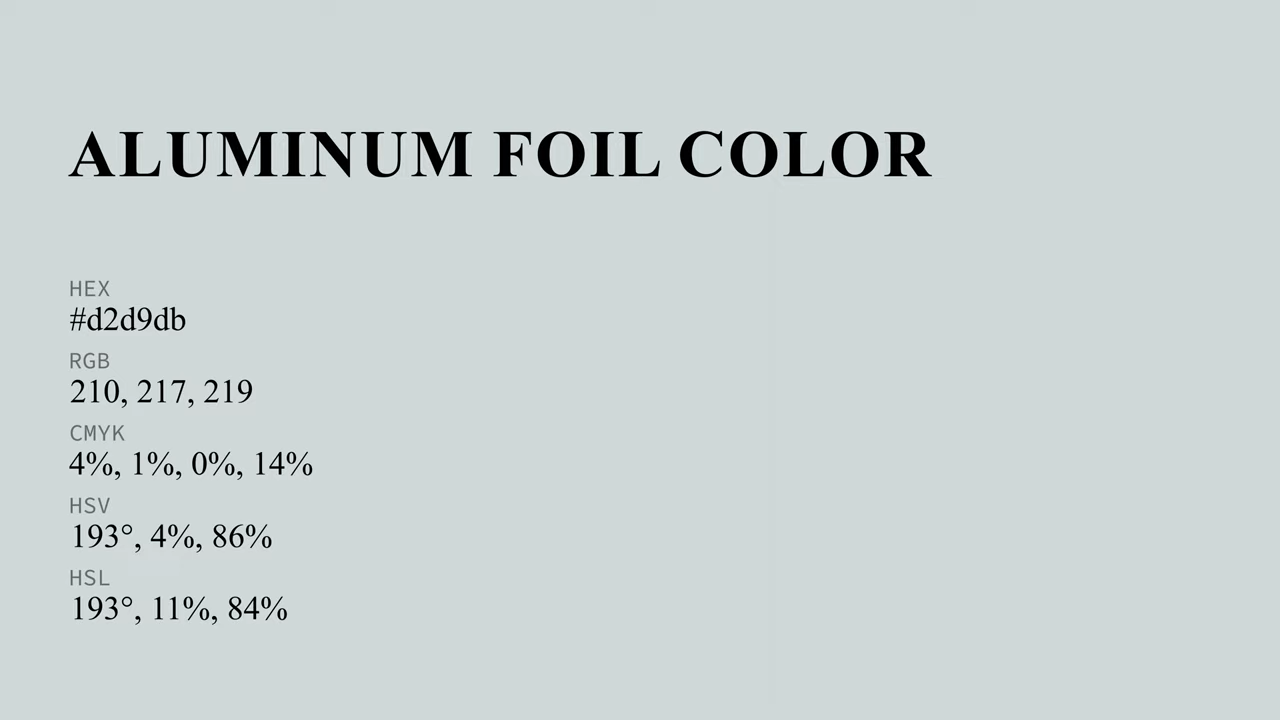 ALUMINUM FOIL COLOR
HEX
#d2d9db
RGB
210, 217, 219
CMYK
4%, 1%, 0%, 14%
HSV
193°, 4%, 86%
HSL
193°, 11%, 84%